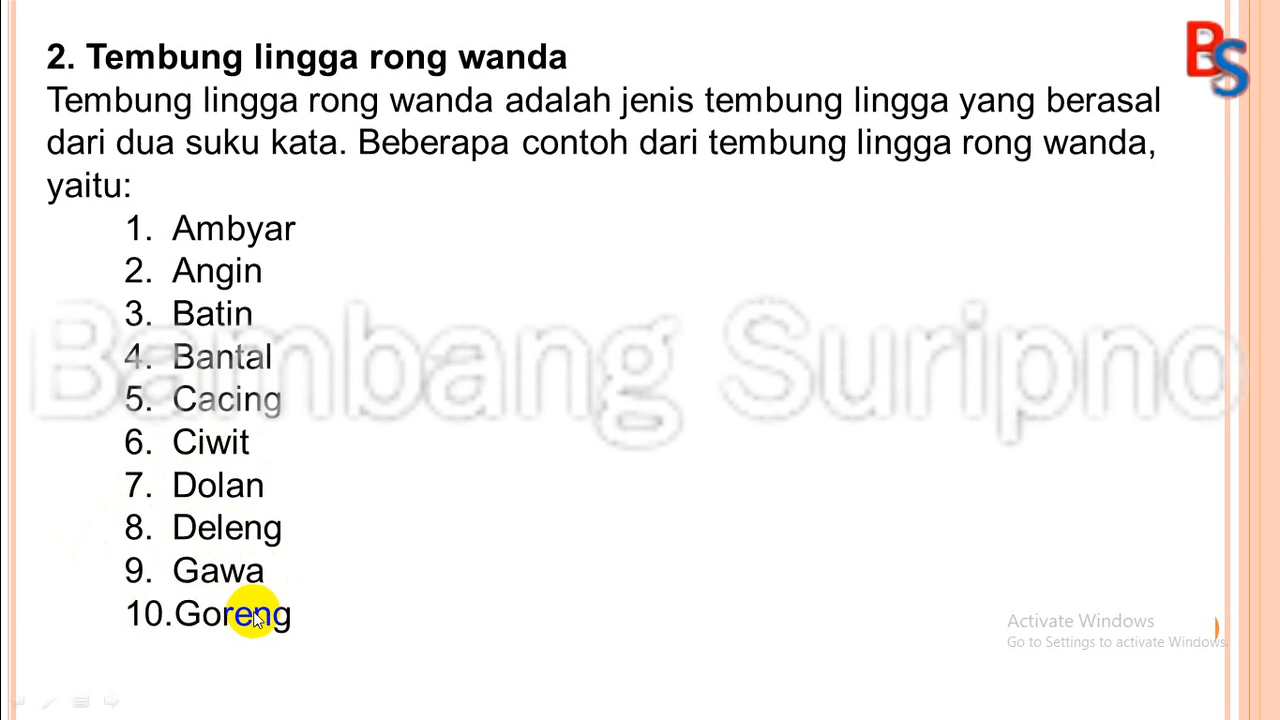 2. Tembung lingga rong wanda
Tembung lingga rong wanda adalah jenis tembung lingga yang berasal
dari dua suku kata. Beberapa contoh dari tembung lingga rong wanda,
yaitu:
1. Ambyar
2. Angin
3. Batin
4. Bantal
5. Cacing
6. Ciwit
7. Dolan
8. Deleng
9. Gawa
10.Goreng
BS
Bambang Suripno
Activate Windows
Go to Settings to activate Windows.